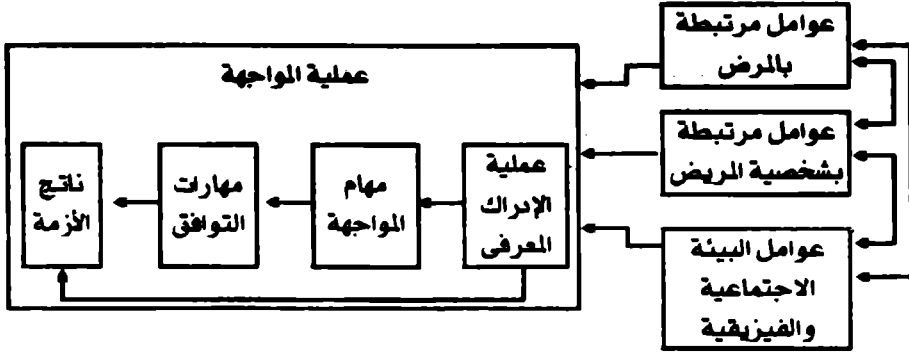 عوامل مرتبطة
بالمرض
عوامل مرتبطة
بشخصية المريض
عوامل البيئة
الاجتماعية
والفيزيقية
عملية المواجهة
عملية
الإدراك
المعرفى
مهام
المواجهة
مهارات
التوافق
ناتج
الأزمة